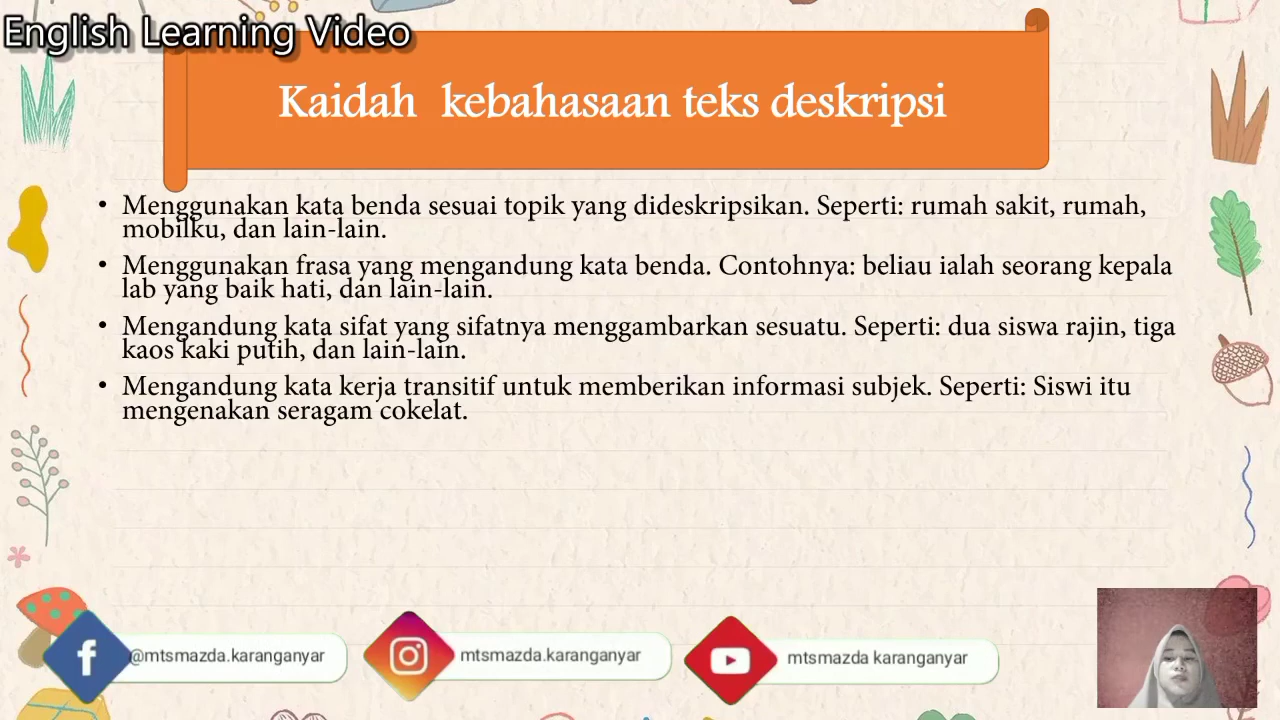 English Learning Video
Kaidah kebahasaan teks deskripsi
• Menggunakan kata benda sesuai topik yang dideskripsikan. Seperti: rumah sakit, rumah,
mobilku, dan lain-lain.
• Menggunakan frasa yang mengandung kata benda. Contohnya: beliau ialah seorang kepala
lab yang baik hati, dan lain-lain.
• Mengandung kata sifat yang sifatnya menggambarkan sesuatu. Seperti: dua siswa rajin, tiga
kaos kaki putih, dan lain-lain.
• Mengandung kata kerja transitif untuk memberikan informasi subjek. Seperti: Siswi itu
mengenakan seragam cokelat.
@mtsmazda.karanganyar
mtsmazda.karanganyar
mtsmazda karanganyar